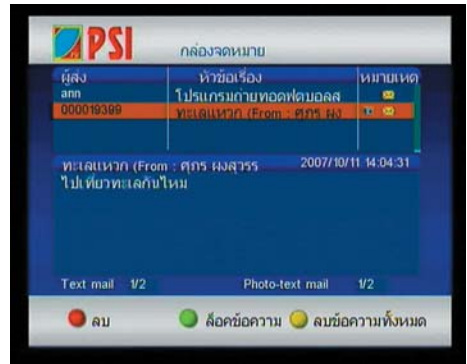 PSI
กล่องจดหมาย
ผู้ส่ง หัวข้อเรื่อง หมายเหตุ
ann โปรแกรมถ่ายทอดฟุตบอลส
000019399 ทะเลแหวก (From : ศุภร ผง
ทะเลแหวก (From : ศุภร ผงสุวรร 2007/10/11 14:04:31
ไปเที่ยวทะเลกันไหม
Text mail 1/2 Photo-text mail 1/2
ลบ ล็อคข้อความ ลบข้อความทั้งหมด